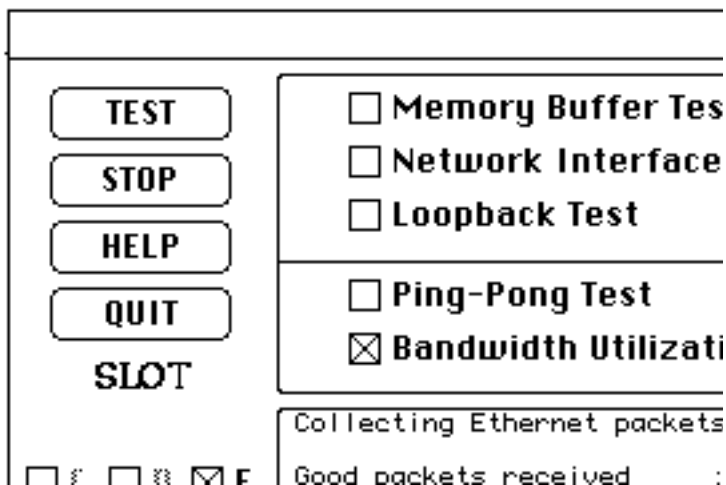 TEST
STOP
HELP
QUIT
SLOT
E
Memory Buffer Tes
Network Interface
Loopback Test
Ping-Pong Test
Bandwidth Utilizati
Collecting Ethernet packets
Good packets received :